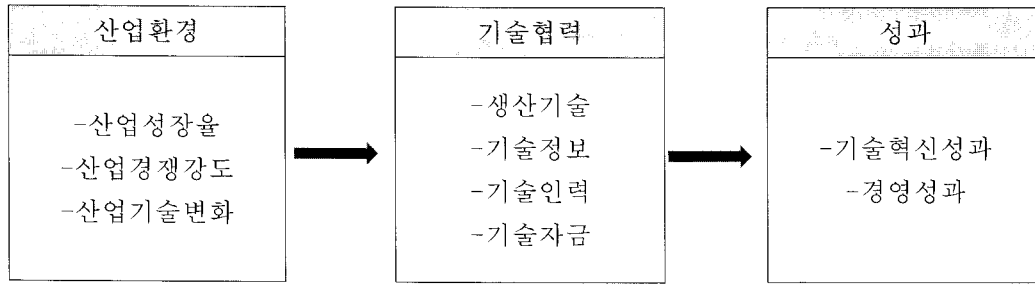 산업환경
-산업성장율
-산업경쟁강도
-산업기술변화
기술협력
-생산기술
-기술정보
-기술인력
-기술자금
성과
-기술혁신성과
-경영성과